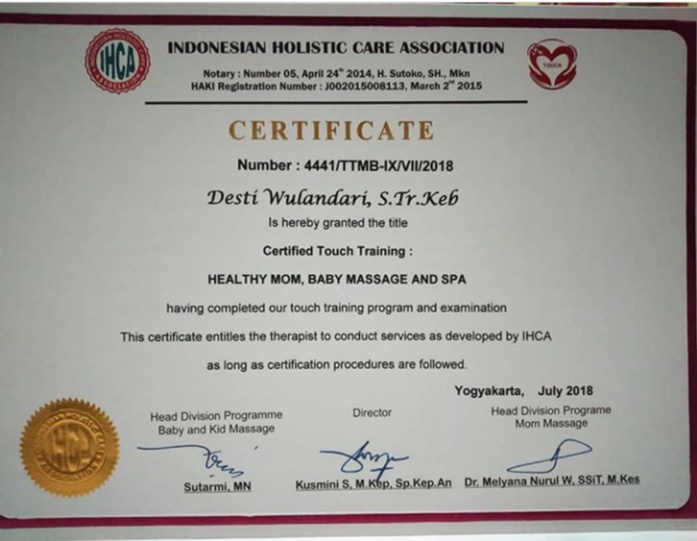 IHCA
INDONESIAN HOLISTIC CARE ASSOCIATION
Notary : Number 05, April 24th 2014, H. Sutoko, SH., Mkn
HAKI Registration Number : J002015008113, March 2nd 2015
TOUCH
CERTIFICATE
Number : 4441/TTMB-IX/VII/2018
Desti Wulandari, S.Tr.Keb
Is hereby granted the title
Certified Touch Training :
HEALTHY MOM, BABY MASSAGE AND SPA
having completed our touch training program and examination
This certificate entitles the therapist to conduct services as developed by IHCA
as long as certification procedures are followed.
Yogyakarta, July 2018
Head Division Programme
Baby and Kid Massage
Sutarmi, MN
Director
Kusmini S, M.Kep, Sp.Kep.An
Head Division Programe
Mom Massage
Dr. Melyana Nurul W, SSiT, M.Kes
IHCA